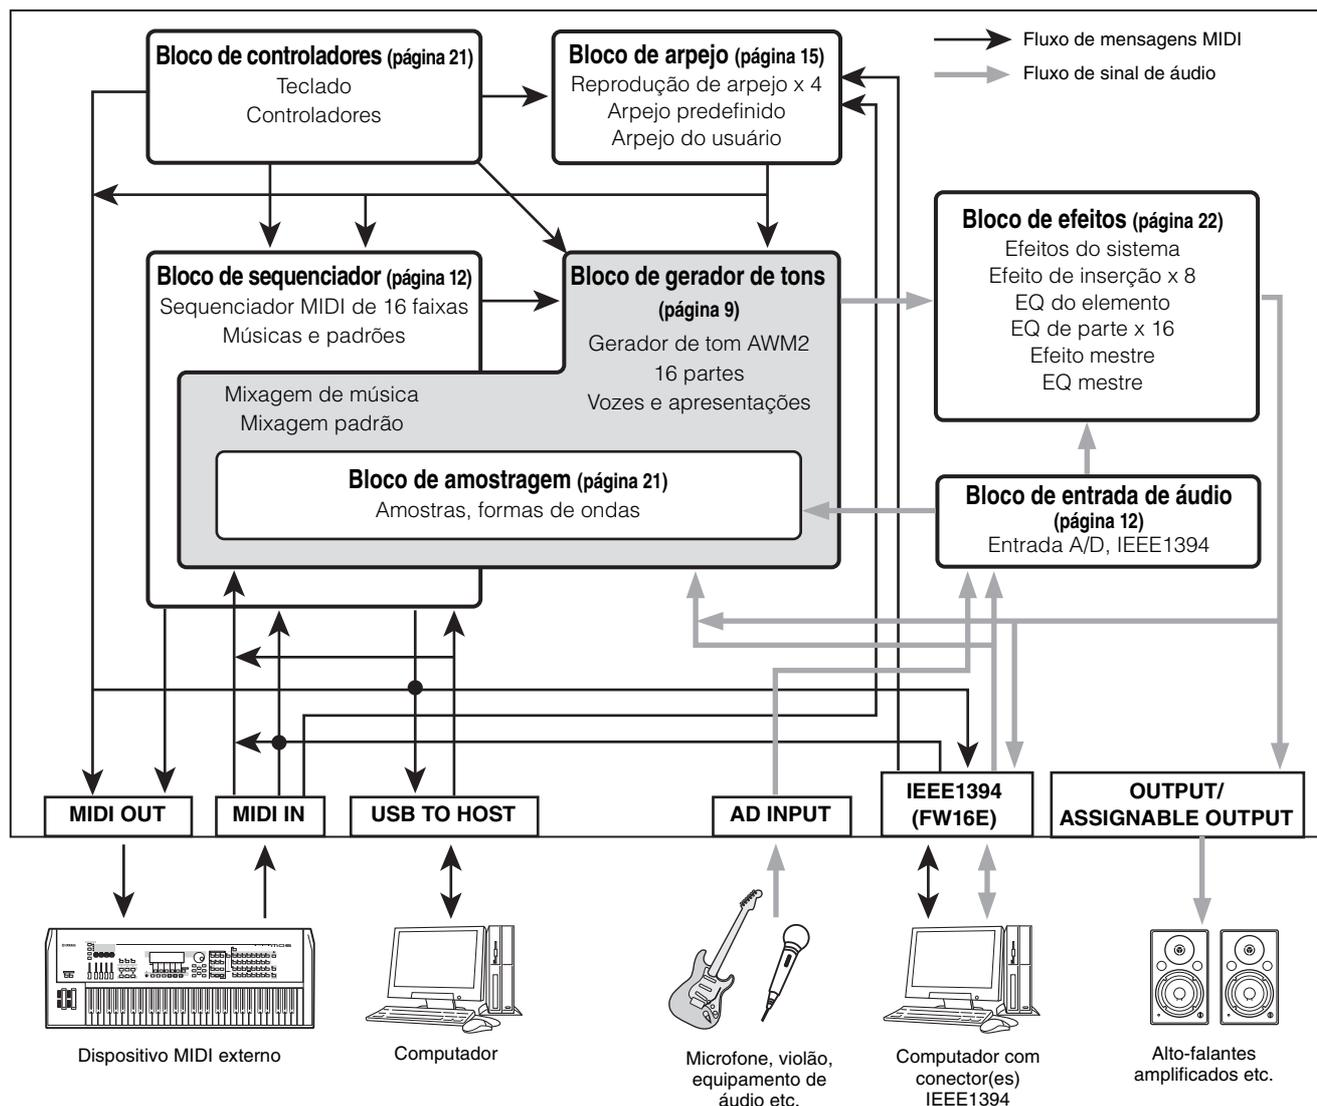 Bloco de controladores (página 21)
Teclado
Controladores
Bloco de arpejo (página 15)
Reprodução de arpejo x 4
Arpejo predefinido
Arpejo do usuário
Fluxo de mensagens MIDI
Fluxo de sinal de áudio
Bloco de sequenciador (página 12)
Sequenciador MIDI de 16 faixas
Músicas e padrões
Bloco de gerador de tons
(página 9)
Gerador de tom AWM2
16 partes
Vozes e apresentações
Mixagem de música
Mixagem padrão
Bloco de efeitos (página 22)
Efeitos do sistema
Efeito de inserção x 8
EQ do elemento
EQ de parte x 16
Efeito mestre
EQ mestre
Bloco de amostragem (página 21)
Amostras, formas de ondas
Bloco de entrada de áudio
(página 12)
Entrada A/D, IEEE1394
MIDI OUT
MIDI IN
USB TO HOST
AD INPUT
IEEE1394
(FW16E)
OUTPUT/
ASSIGNABLE OUTPUT
Dispositivo MIDI externo
Computador
Microfone, violão,
equipamento de
áudio etc.
Computador com
conector(es)
IEEE1394
Alto-falantes
amplificados etc.